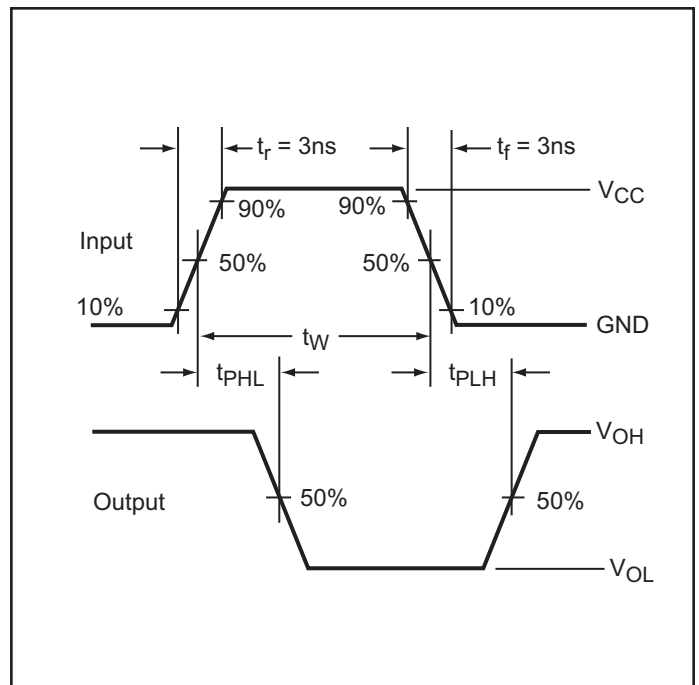 tr = 3ns
tf = 3ns
VCC
90%
90%
Input
50%
50%
10%
10%
GND
tW
tPHL
tPLH
VOH
Output
50%
50%
VOL